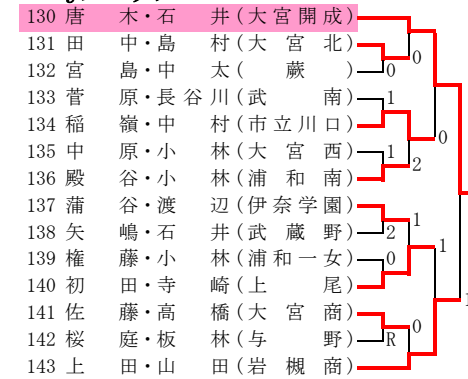 130 唐 木・石 井(大宮開成)
131 田 中・島 村(大 宮 北)
132 宮 島・中 太( 蕨 )
0
0
133 菅 原・長谷川(武 南)
1
134 稲 嶺・中 村(市立川口)
0
135 中 原・小 林(大 宮 西)
1
2
136 殿 谷・小 林(浦 和 南)
137 蒲 谷・渡 辺(伊奈学園)
1
138 矢 嶋・石 井(武 蔵 野)
2
1
139 権 藤・小 林(浦和一女)
0
140 初 田・寺 崎(上 尾)
1
141 佐 藤・高 橋(大 宮 商)
0
142 桜 庭・板 林(与 野)
R
143 上 田・山 田(岩 槻 商)